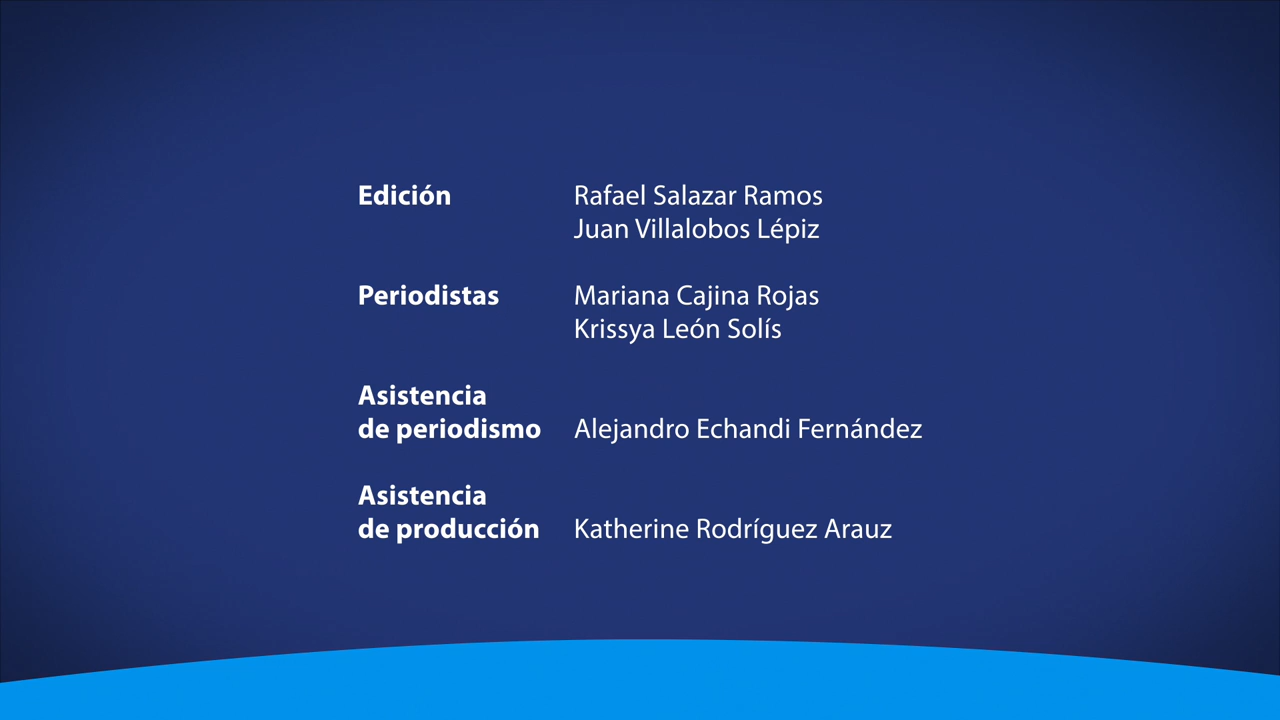 Edición Rafael Salazar Ramos
Juan Villalobos Lépiz
Periodistas Mariana Cajina Rojas
Krissya León Solís
Asistencia
de periodismo Alejandro Echandi Fernández
Asistencia
de producción Katherine Rodríguez Arauz